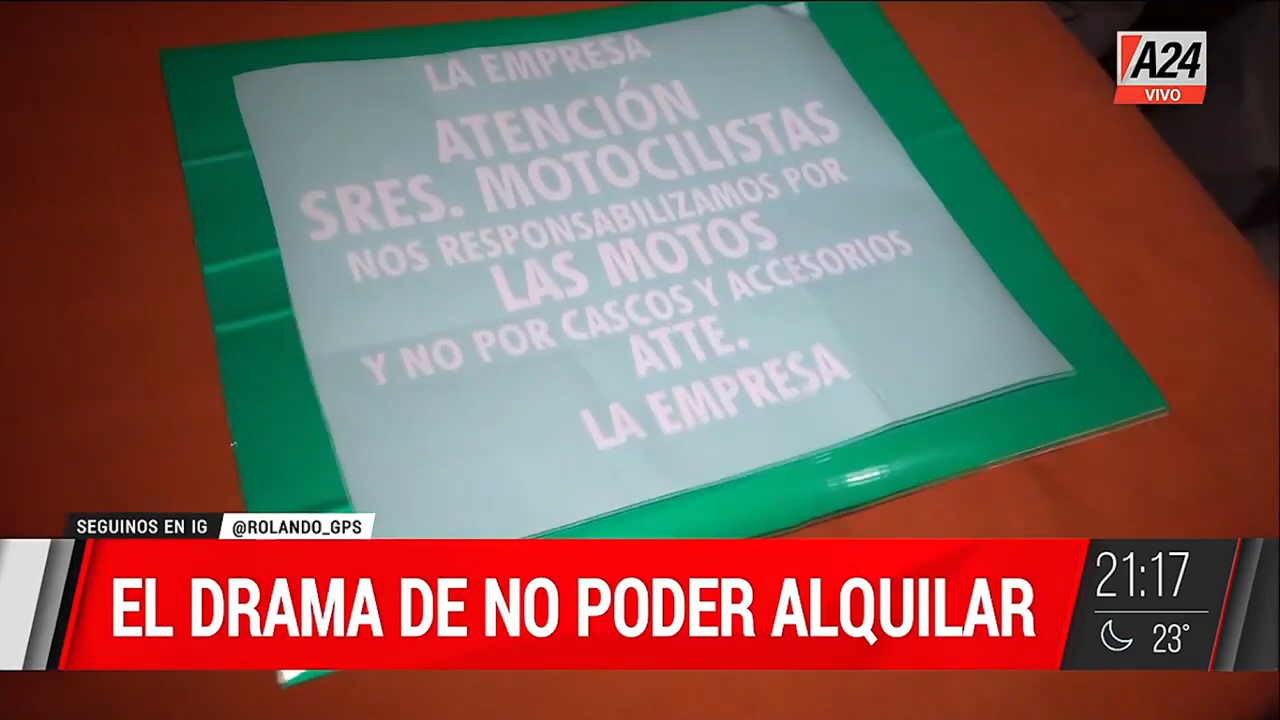 LA EMPRESA
ATENCIÓN
SRES. MOTOCILISTAS
NOS RESPONSABILIZAMOS POR
LAS MOTOS
Y NO POR CASCOS Y ACCESORIOS
ATTE.
LA EMPRESA
A24
VIVO
SEGUINOS EN IG @ROLANDO_GPS
EL DRAMA DE NO PODER ALQUILAR
21:17
23°